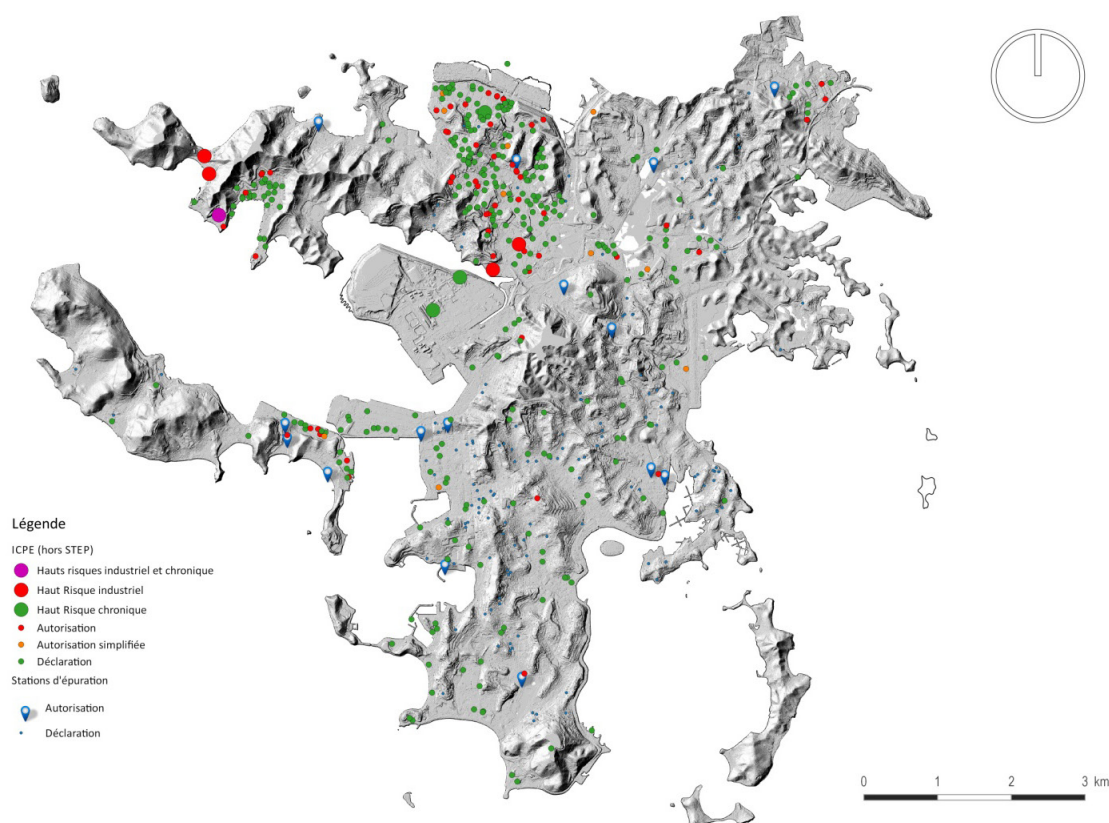 Légende
ICPE (hors STEP)
Hauts risques industriel et chronique
Haut Risque industriel
Haut Risque chronique
Autorisation
Autorisation simplifiée
Déclaration
Stations d'épuration
Autorisation
Déclaration
0 1 2 3 km